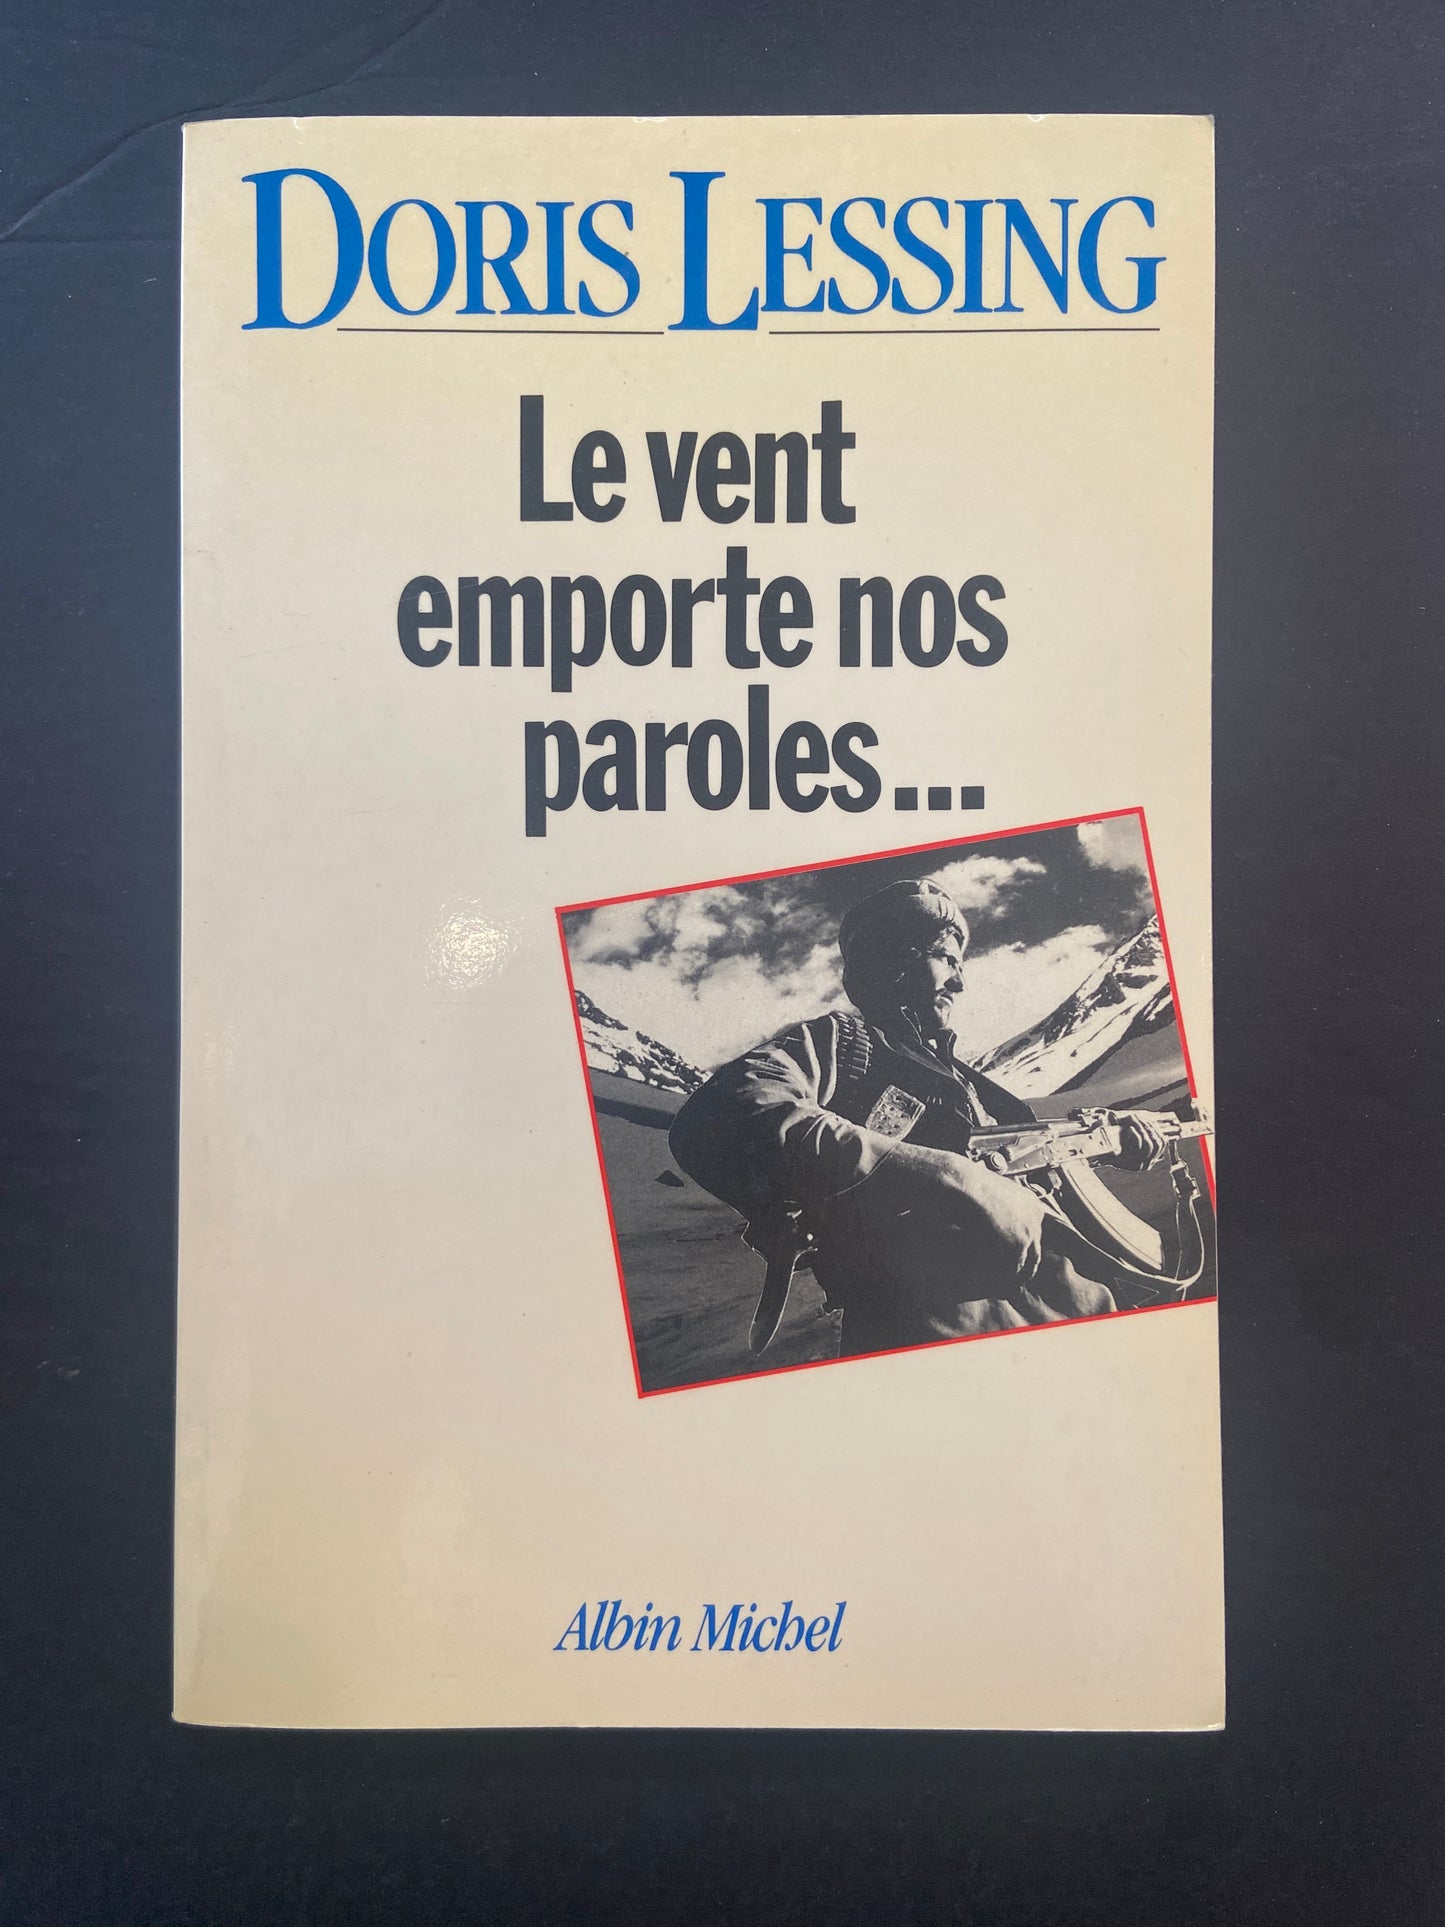 DORIS LESSING
Le vent
emporte nos
paroles...
Albin Michel